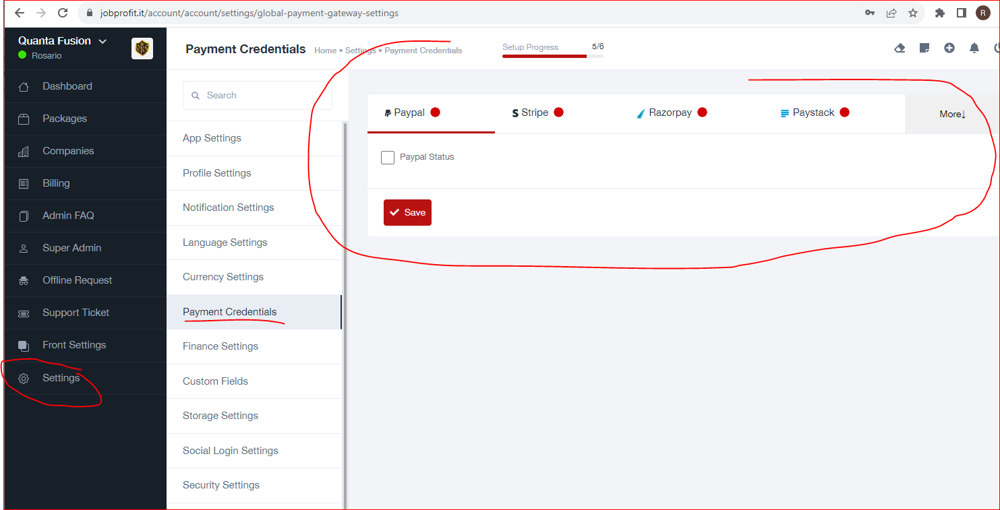 jobprofit.it/account/account/settings/global-payment-gateway-settings
R
Quanta Fusion
Rosario
Dashboard
Packages
Companies
Billing
Admin FAQ
Super Admin
Offline Request
Support Ticket
Front Settings
Settings
Payment Credentials
Home • Settings • Payment Credentials
Setup Progress
5/6
Search
App Settings
Profile Settings
Notification Settings
Language Settings
Currency Settings
Payment Credentials
Finance Settings
Custom Fields
Storage Settings
Social Login Settings
Security Settings
Paypal
Stripe
Razorpay
Paystack
More↓
Paypal Status
Save